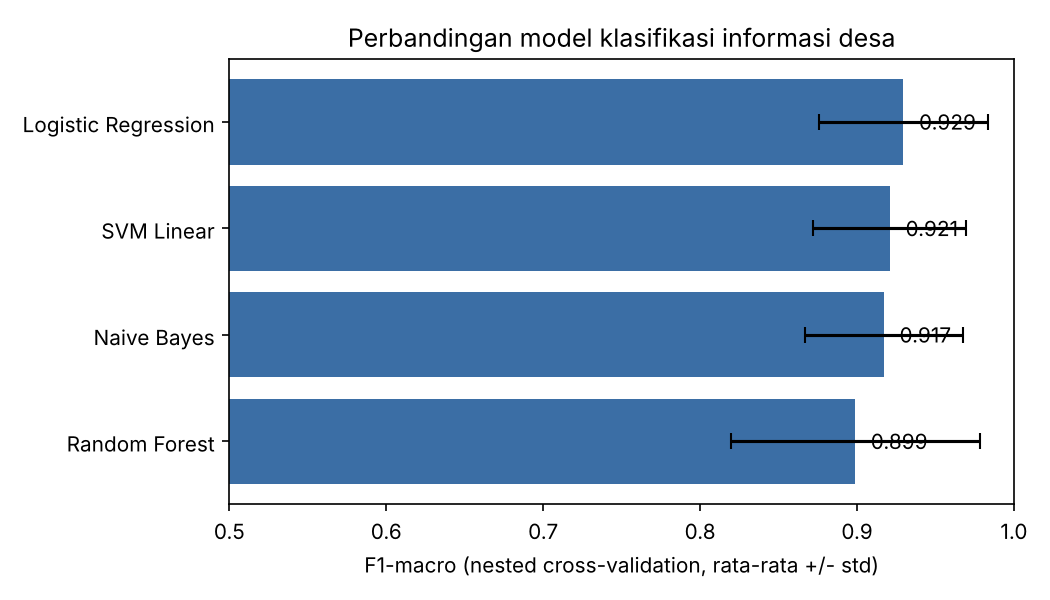 Perbandingan model klasifikasi informasi desa
Logistic Regression
0.929
SVM Linear
0.921
Naive Bayes
0.917
Random Forest
0.899
0.5 0.6 0.7 0.8 0.9 1.0
F1-macro (nested cross-validation, rata-rata +/- std)